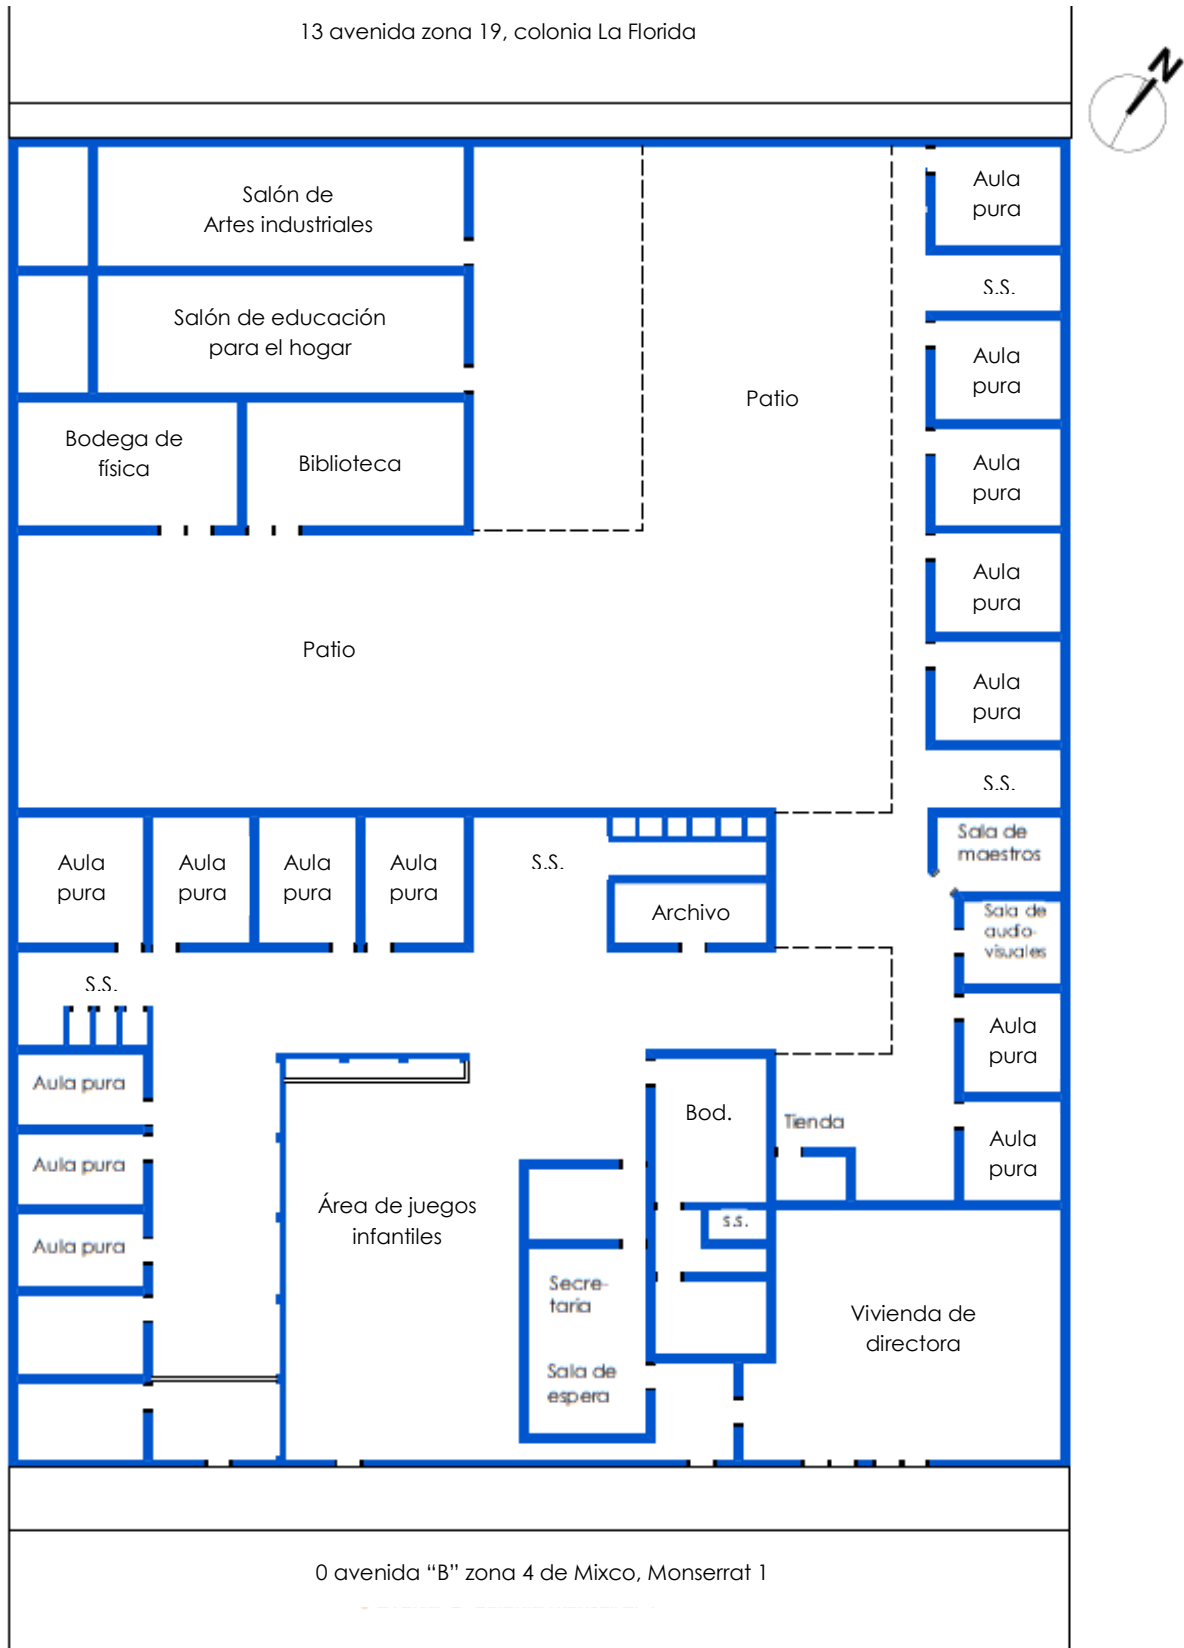 13 avenida zona 19, colonia La Florida
N
Salón de
Artes industriales
Aula
pura
S.S.
Salón de educación
para el hogar
Aula
pura
Patio
Bodega de
física
Biblioteca
Aula
pura
Aula
pura
Patio
Aula
pura
S.S.
Sala de
maestros
Aula
pura
Aula
pura
Aula
pura
Aula
pura
S.S.
Archivo
Sala de
audio-
visuales
S.S.
Aula
pura
Aula pura
Bod.
Tienda
Aula
pura
Aula pura
Área de juegos
infantiles
s.s.
Aula pura
Secre-
taría
Vivienda de
directora
Sala de
espera
0 avenida “B” zona 4 de Mixco, Monserrat 1